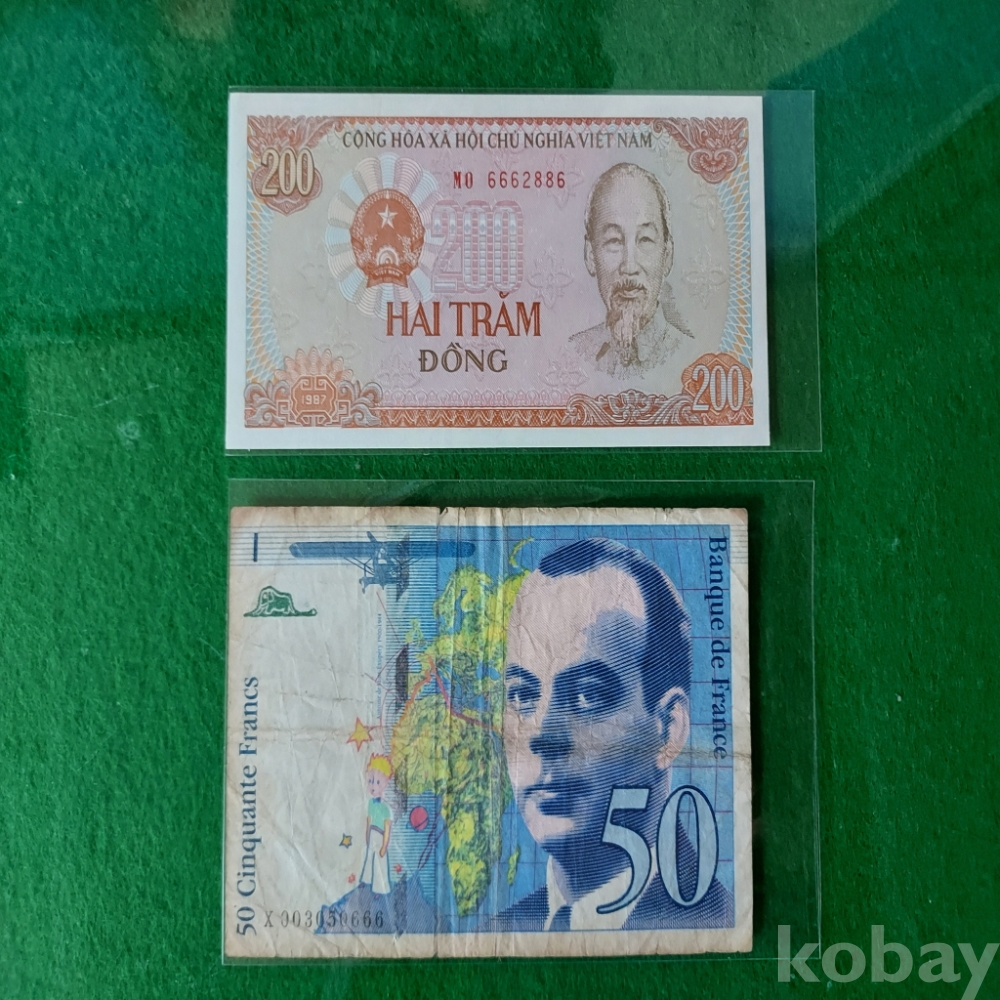 CỘNG HÒA XÃ HỘI CHỦ NGHĨA VIỆT NAM
200
MO 6662886
200
HAI TRĂM
ĐỒNG
1987
200
Banque de France
50 Cinquante Francs
50
X 003050666
kobay